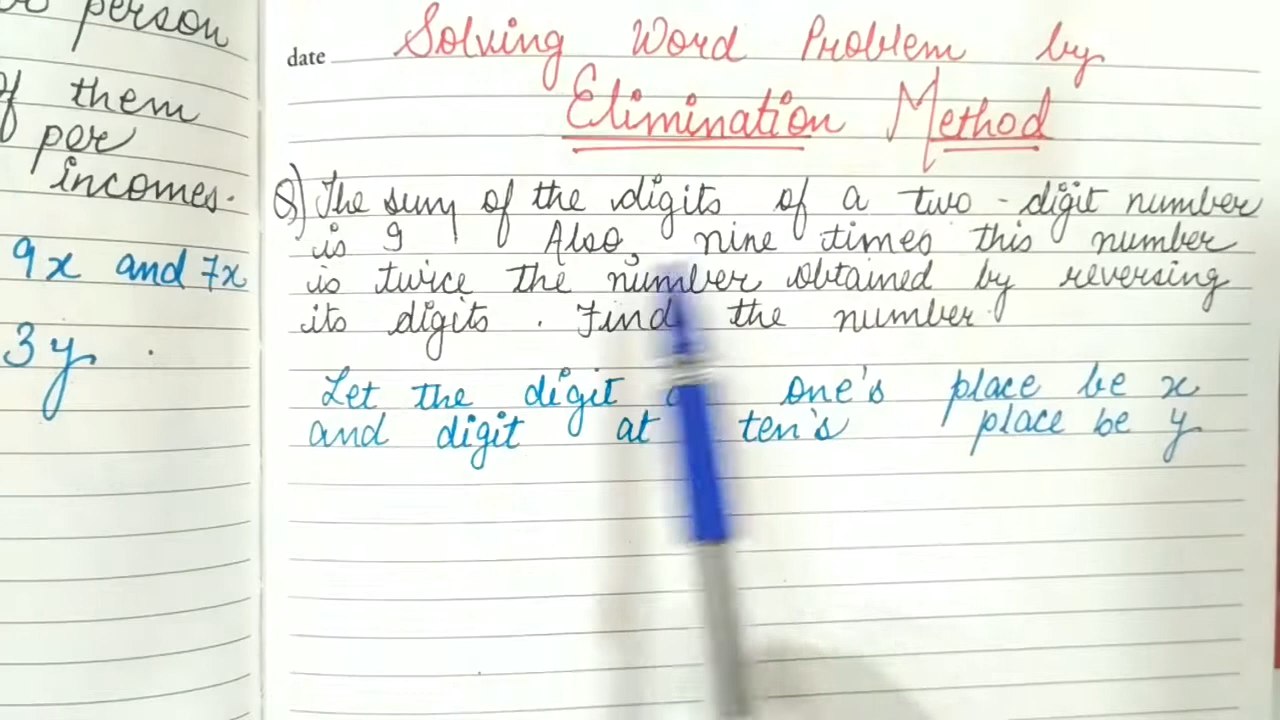 person
of them
per
incomes.
9x and 7x
3y
date
Solving Word Problem by
Elimination Method
Q) The sum of the digits of a two-digit number
is 9. Also, nine times this number
is twice the number obtained by reversing
its digits. Find the number.
Let the digit one's place be x
and digit at ten's place be y